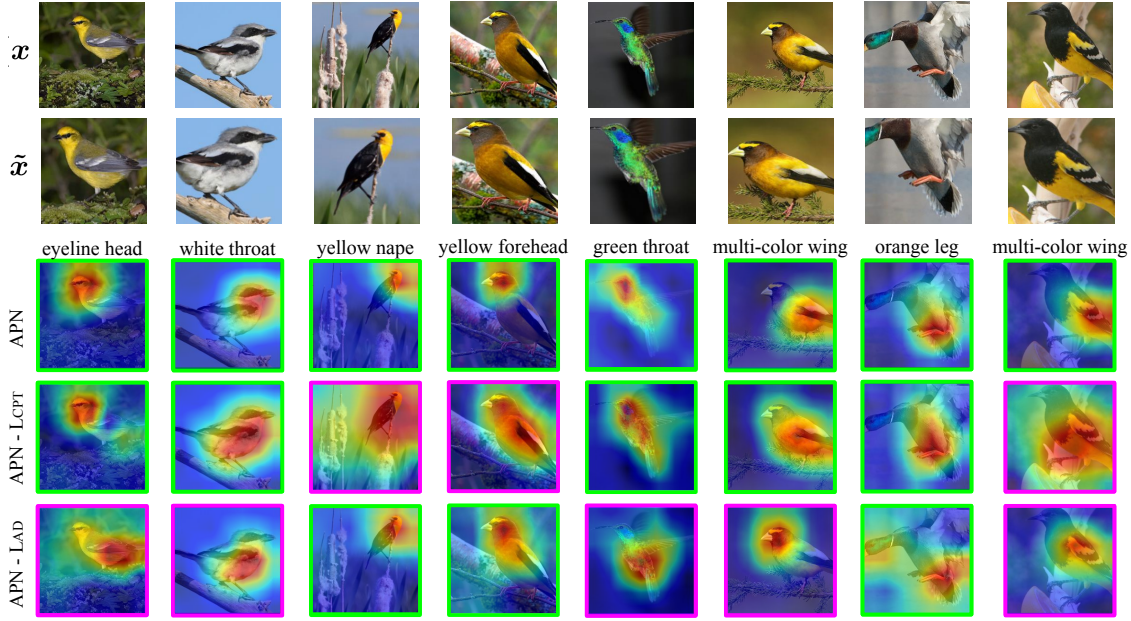 x
x̃
eyeline head white throat yellow nape yellow forehead green throat multi-color wing orange leg multi-color wing
APN
APN - LCPT
APN - LAD